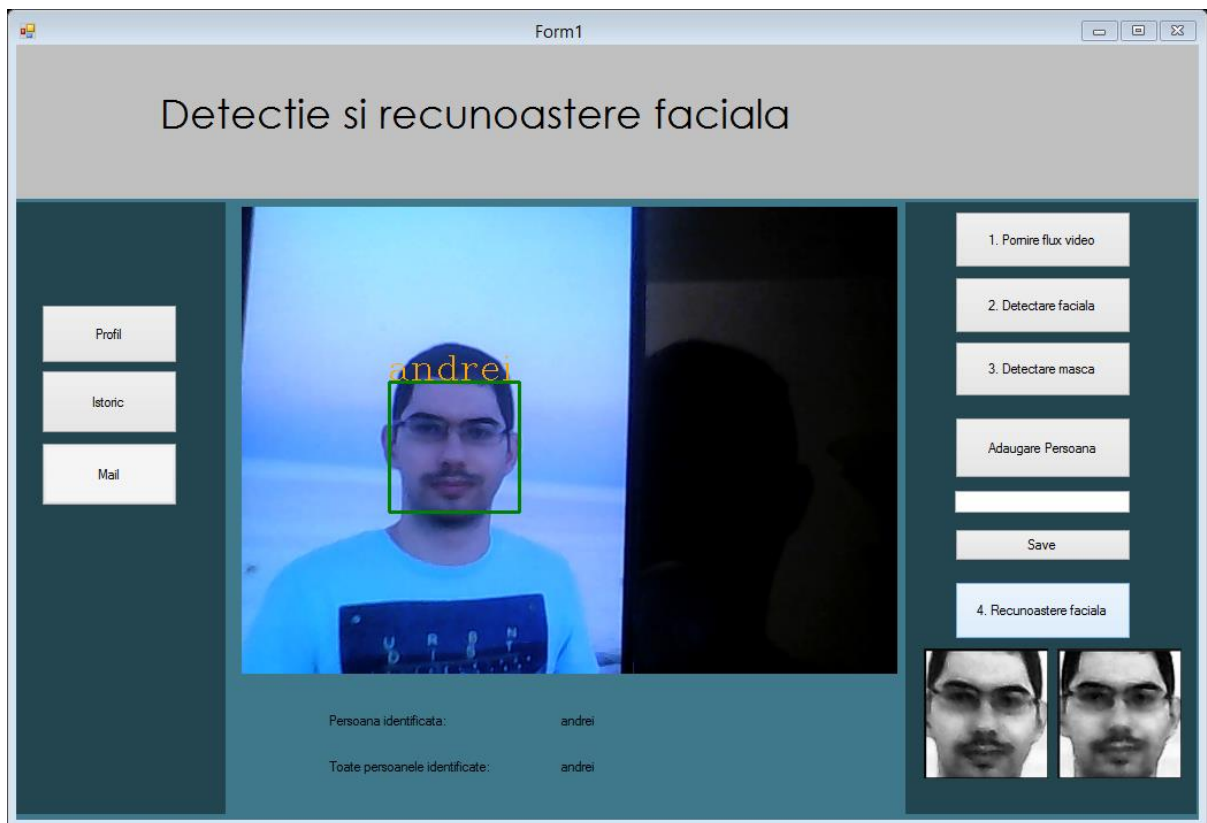 Form1
Detectie si recunoastere faciala
Profil
Istoric
Mail
andrei
U R B N
D I S T
Persoana identificata: andrei
Toate persoanele identificate: andrei
1. Pornire flux video
2. Detectare faciala
3. Detectare masca
Adaugare Persoana
Save
4. Recunoastere faciala